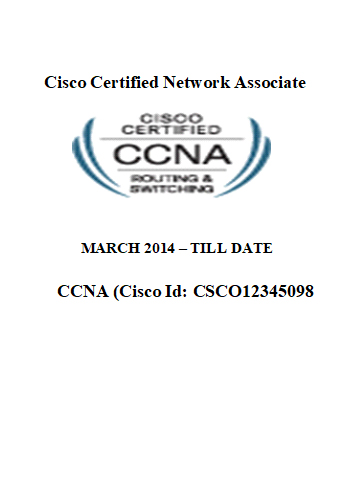 Cisco Certified Network Associate
CISCO
CERTIFIED
CCNA
ROUTING &
SWITCHING
MARCH 2014 – TILL DATE
CCNA (Cisco Id: CSCO12345098